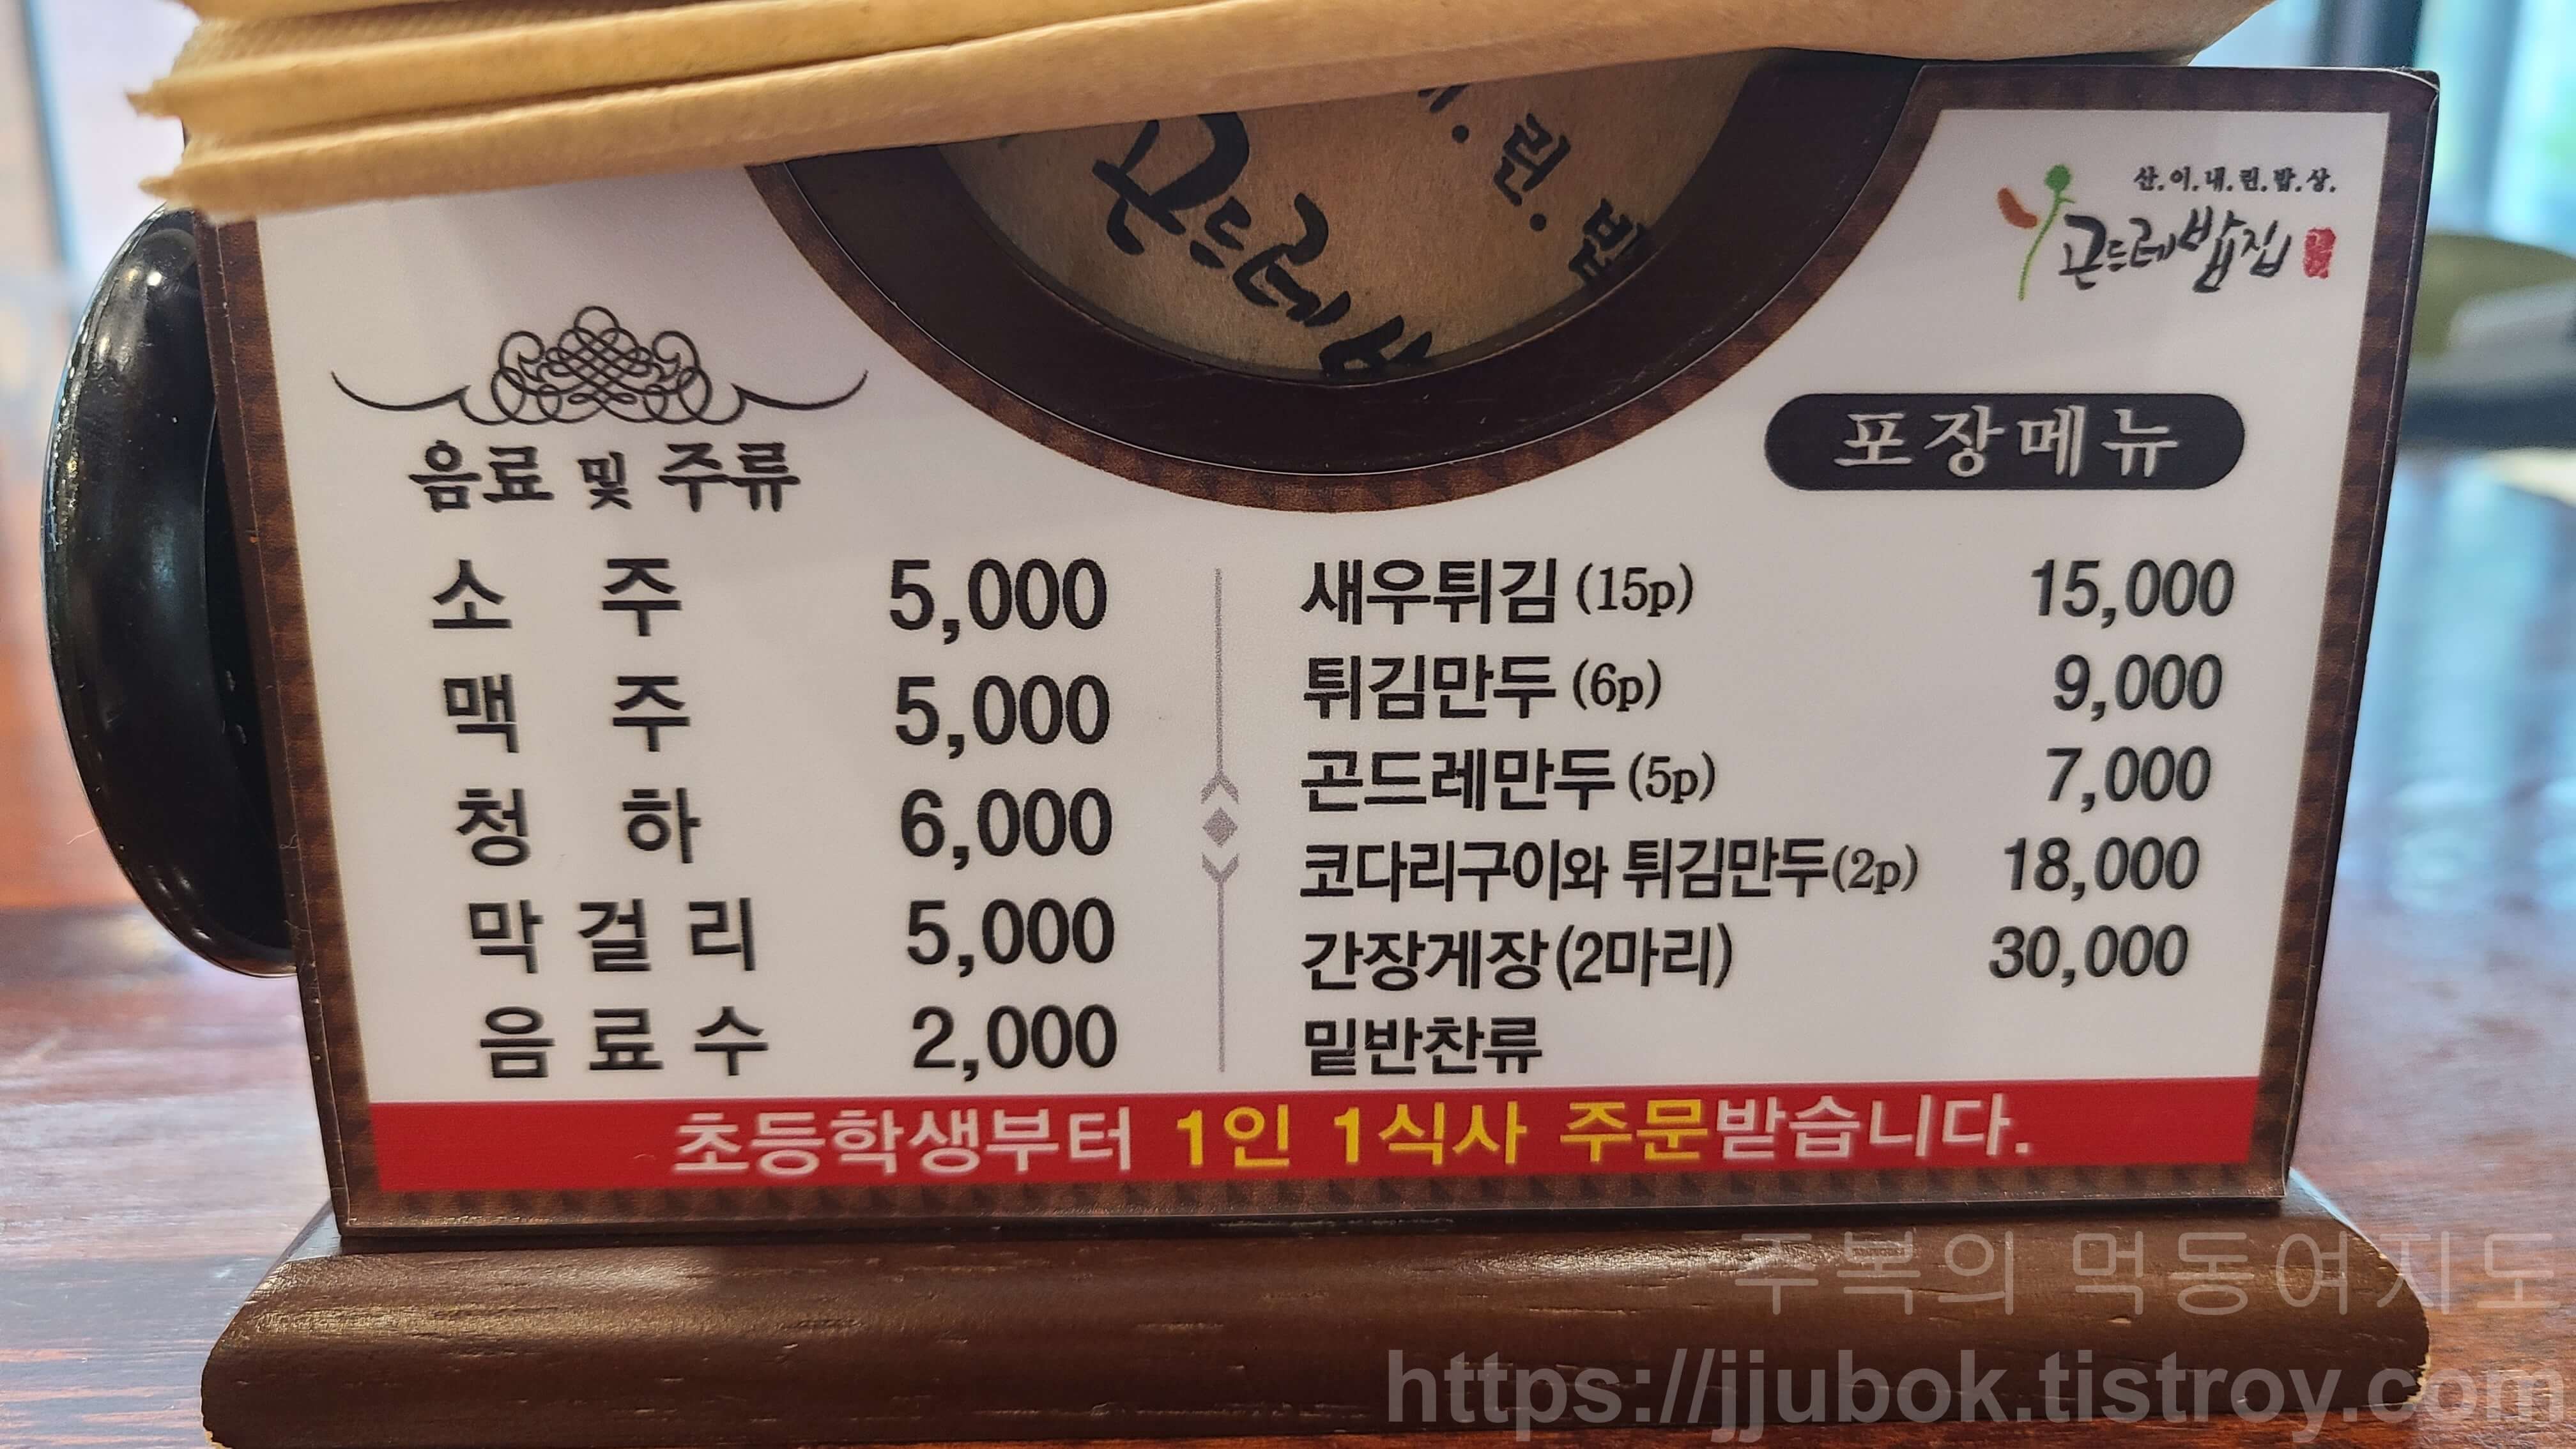 곤드레밥
산.이.내.린.밥.상.
곤드레밥집
음료 및 주류
소 주 5,000
맥 주 5,000
청 하 6,000
막 걸 리 5,000
음 료 수 2,000
포장메뉴
새우튀김 (15p) 15,000
튀김만두 (6p) 9,000
곤드레만두 (5p) 7,000
코다리구이와 튀김만두(2p) 18,000
간장게장(2마리) 30,000
밑반찬류
초등학생부터 1인 1식사 주문받습니다.
주복의 먹동여지도
https://jjubok.tistroy.com